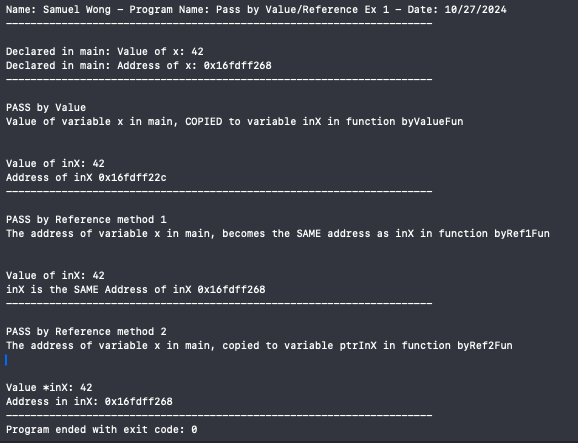 Name: Samuel Wong - Program Name: Pass by Value/Reference Ex 1 - Date: 10/27/2024
-----------------------------------------------------------------------
Declared in main: Value of x: 42
Declared in main: Address of x: 0x16fdff268
-----------------------------------------------------------------------
PASS by Value
Value of variable x in main, COPIED to variable inX in function byValueFun
Value of inX: 42
Address of inX 0x16fdff22c
-----------------------------------------------------------------------
PASS by Reference method 1
The address of variable x in main, becomes the SAME address as inX in function byRef1Fun
Value of inX: 42
inX is the SAME Address of inX 0x16fdff268
-----------------------------------------------------------------------
PASS by Reference method 2
The address of variable x in main, copied to variable ptrInX in function byRef2Fun
Value *inX: 42
Address in inX: 0x16fdff268
-----------------------------------------------------------------------
Program ended with exit code: 0